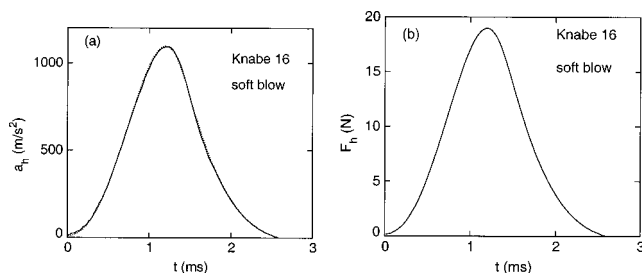 (a)
Knabe 16
soft blow
1000
500
0
a_h (m/s²)
0 1 2 3
t (ms)
(b)
Knabe 16
soft blow
20
15
10
5
0
F_h (N)
0 1 2 3
t (ms)